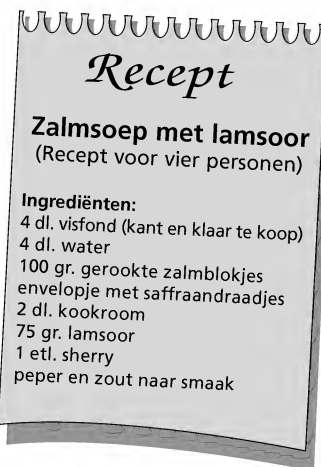 Recept
Zalmsoep met lamsoor
(Recept voor vier personen)
Ingrediënten:
4 dl. visfond (kant en klaar te koop)
4 dl. water
100 gr. gerookte zalmblokjes
envelopje met saffraandraadjes
2 dl. kookroom
75 gr. lamsoor
1 etl. sherry
peper en zout naar smaak